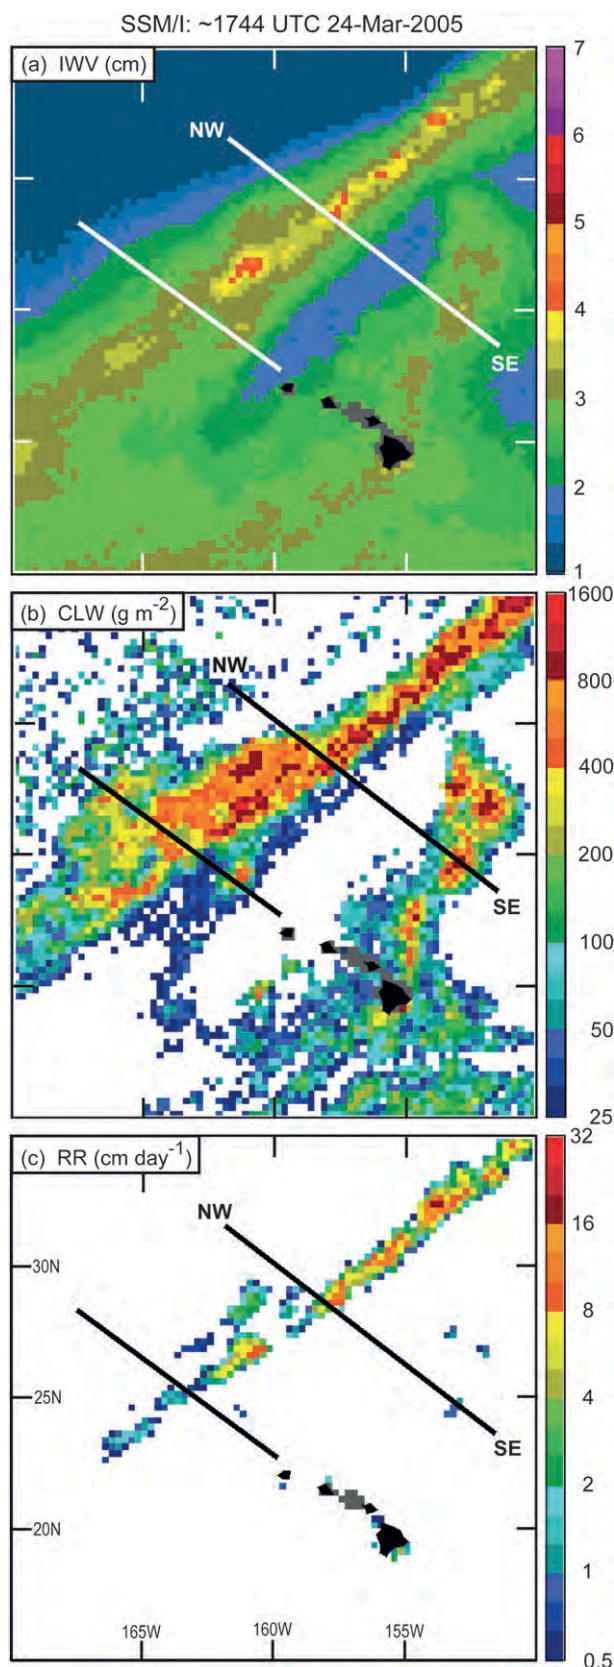 SSM/I: ~1744 UTC 24-Mar-2005
(a) IWV (cm)
NW
SE
7
6
5
4
3
2
1
(b) CLW (g m⁻²)
NW
SE
1600
800
400
200
100
50
25
(c) RR (cm day⁻¹)
NW
SE
30N
25N
20N
165W 160W 155W
32
16
8
4
2
1
0.5